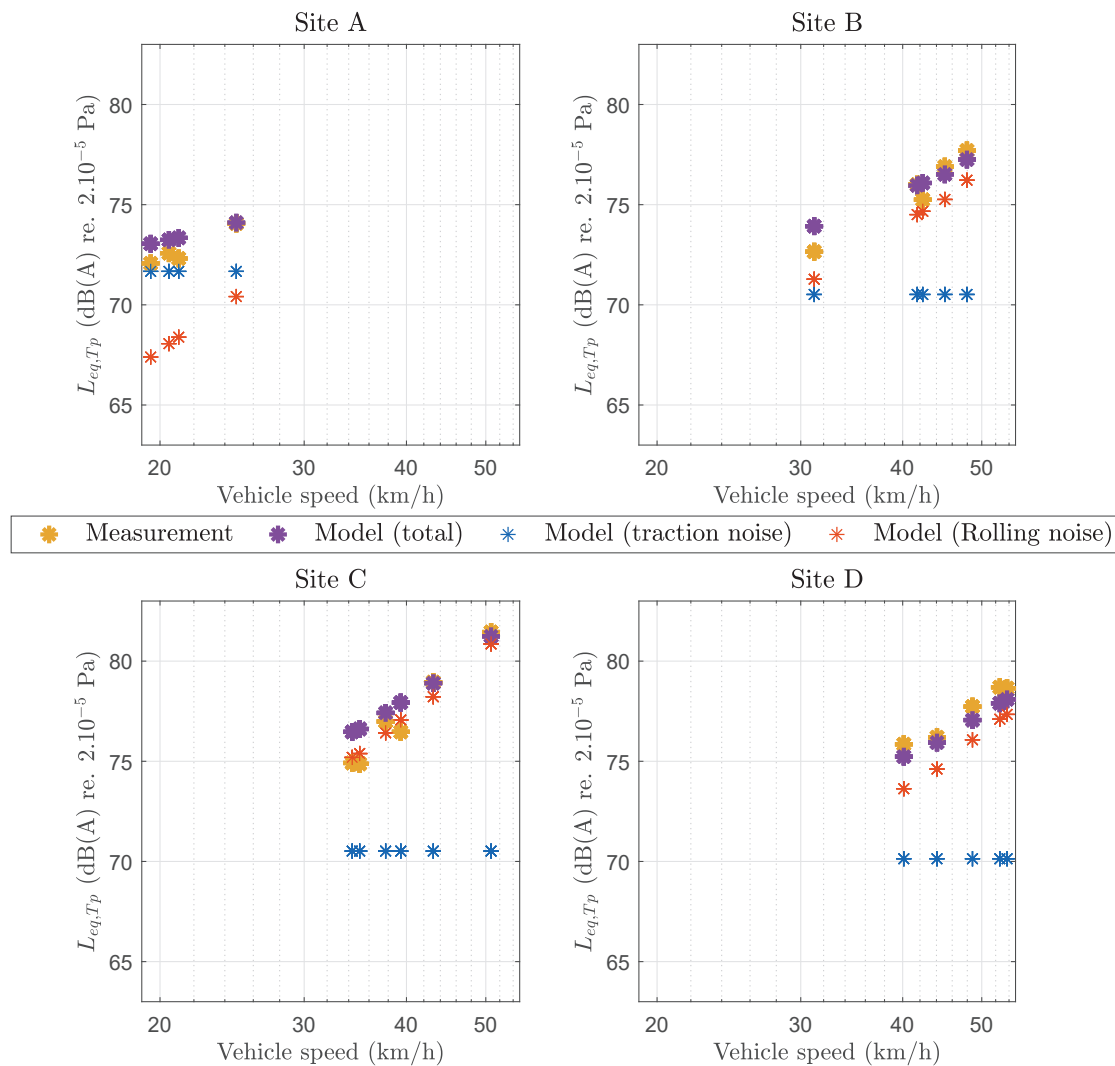 Site A
80
75
70
65
20 30 40 50
Vehicle speed (km/h)
L_{eq,Tp} (dB(A) re. 2.10^{-5} Pa)
Site B
80
75
70
65
20 30 40 50
Vehicle speed (km/h)
L_{eq,Tp} (dB(A) re. 2.10^{-5} Pa)
Measurement Model (total) Model (traction noise) Model (Rolling noise)
Site C
80
75
70
65
20 30 40 50
Vehicle speed (km/h)
L_{eq,Tp} (dB(A) re. 2.10^{-5} Pa)
Site D
80
75
70
65
20 30 40 50
Vehicle speed (km/h)
L_{eq,Tp} (dB(A) re. 2.10^{-5} Pa)